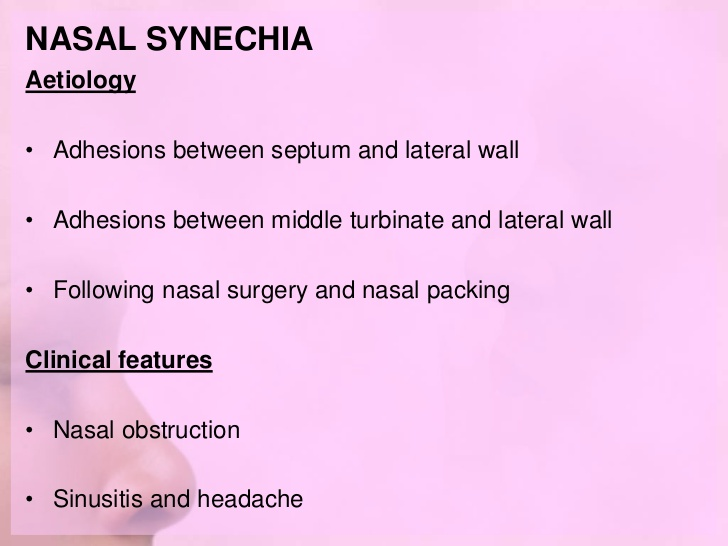 NASAL SYNECHIA
Aetiology
• Adhesions between septum and lateral wall
• Adhesions between middle turbinate and lateral wall
• Following nasal surgery and nasal packing
Clinical features
• Nasal obstruction
• Sinusitis and headache